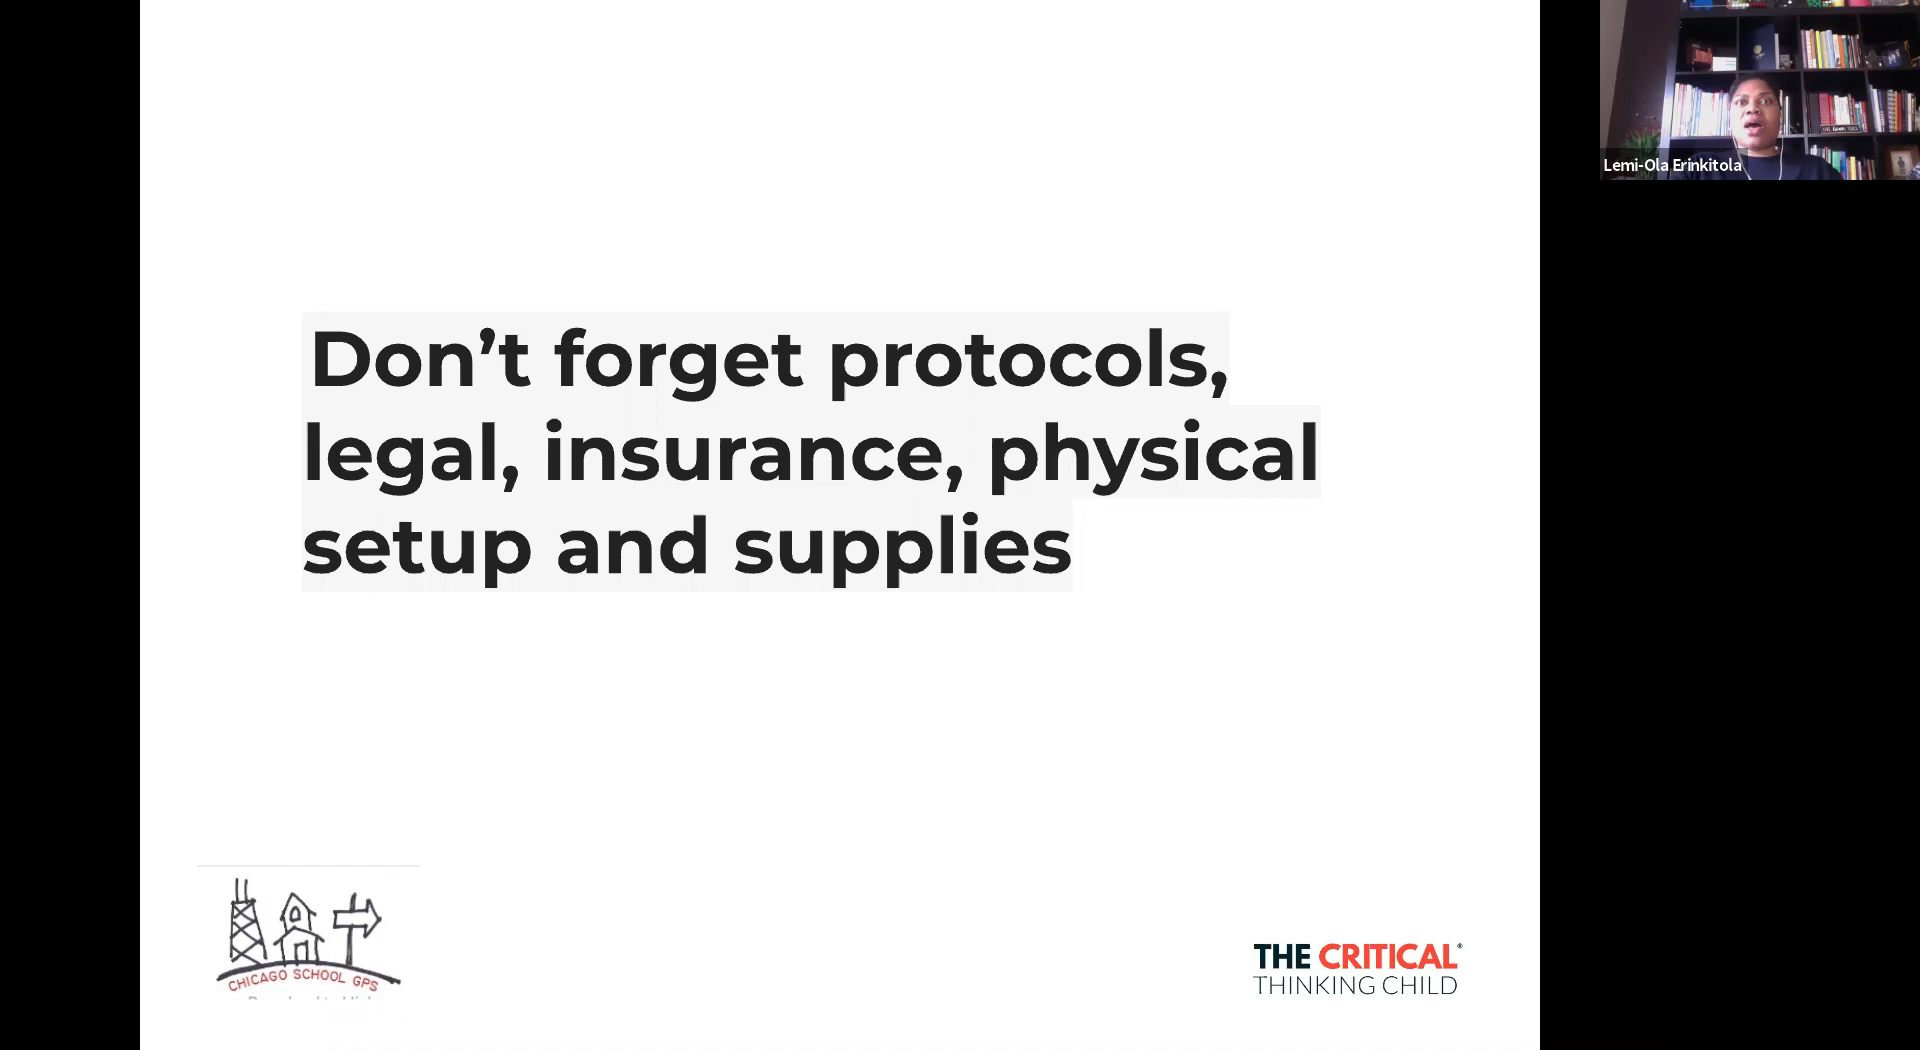 Don’t forget protocols,
legal, insurance, physical
setup and supplies
Lemi-Ola Erinkitola
CHICAGO SCHOOL GPS
THE CRITICAL®
THINKING CHILD